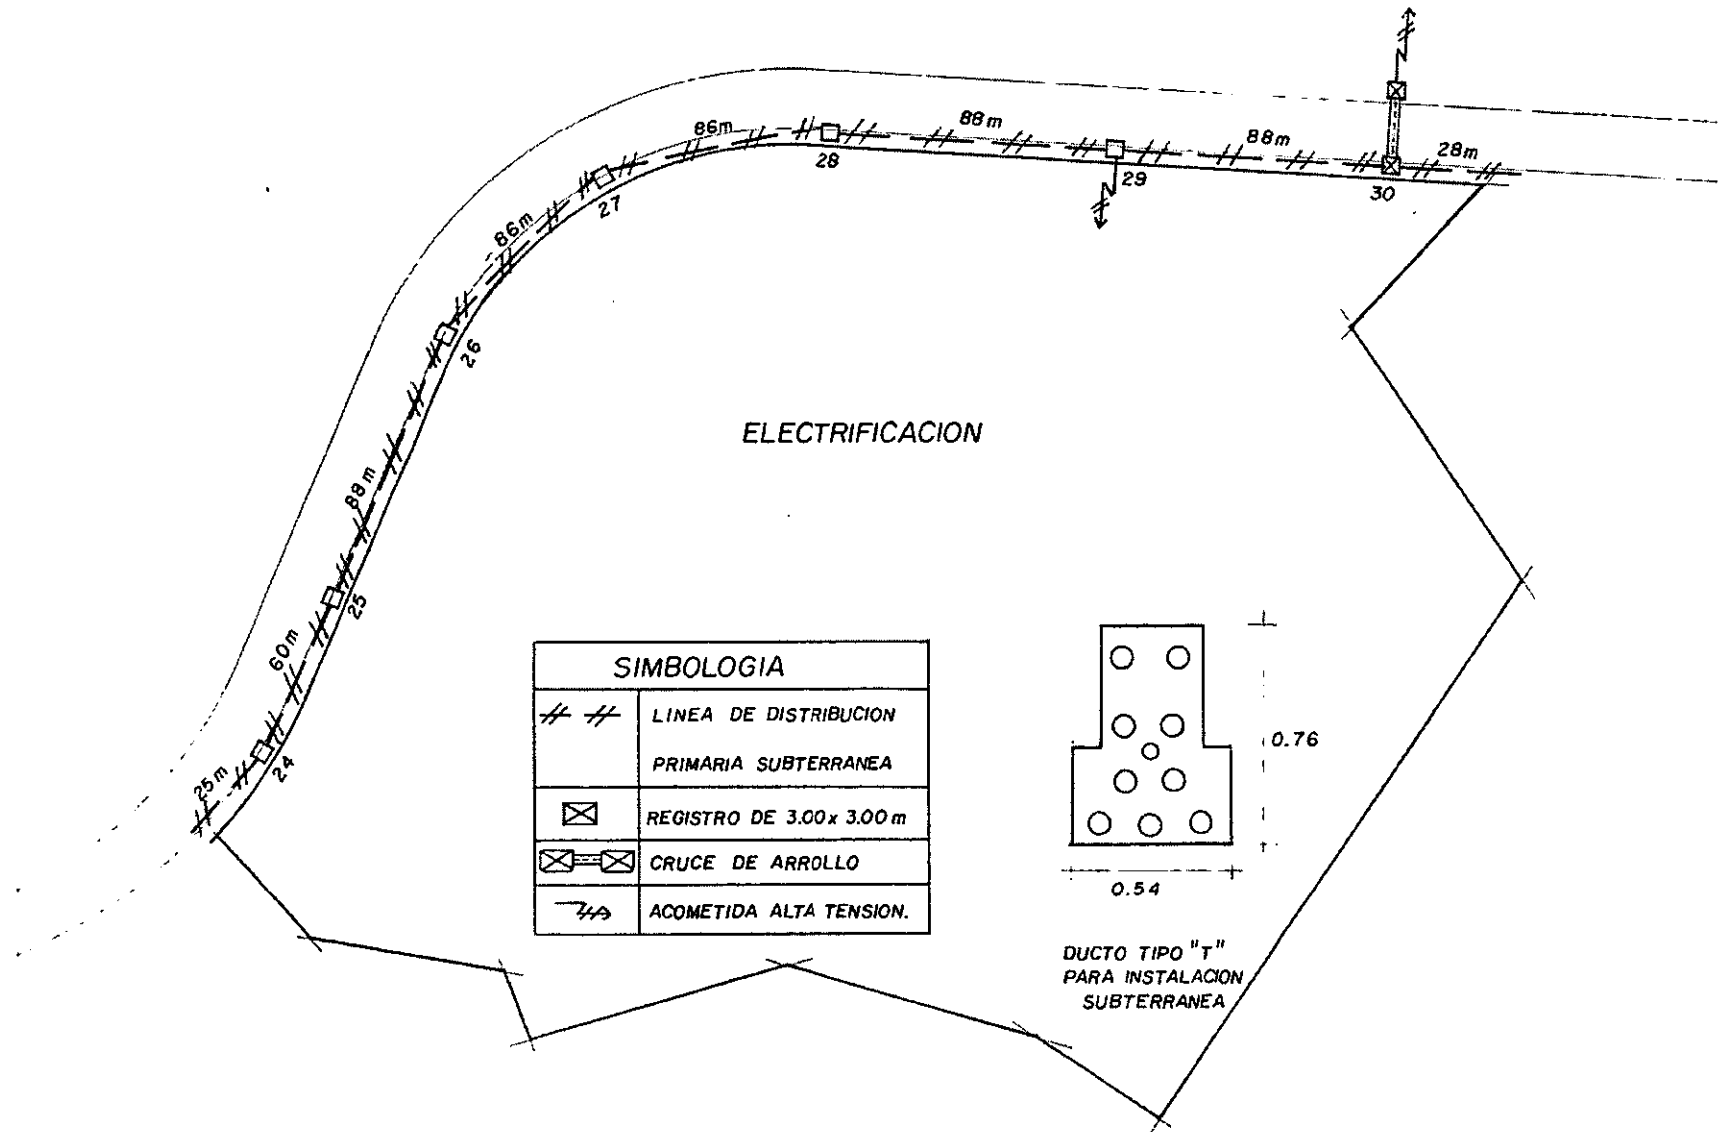 86m
88m
88m
28m
28
29
30
27
86m
26
ELECTRIFICACION
88m
25
60m
24
25m
SIMBOLOGIA
LINEA DE DISTRIBUCION
PRIMARIA SUBTERRANEA
REGISTRO DE 3.00 x 3.00 m
CRUCE DE ARROLLO
ACOMETIDA ALTA TENSION.
0.76
0.54
DUCTO TIPO "T"
PARA INSTALACION
SUBTERRANEA